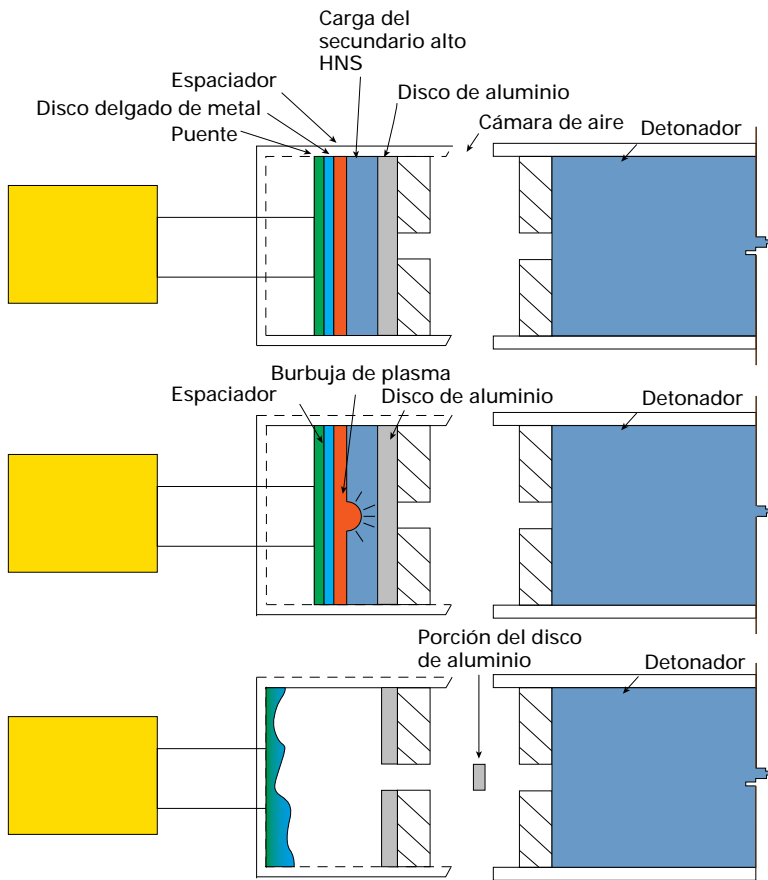 Carga del
secundario alto
HNS
Espaciador
Disco de aluminio
Disco delgado de metal
Cámara de aire
Detonador
Puente
Burbuja de plasma
Espaciador
Disco de aluminio
Detonador
Porción del disco
de aluminio
Detonador